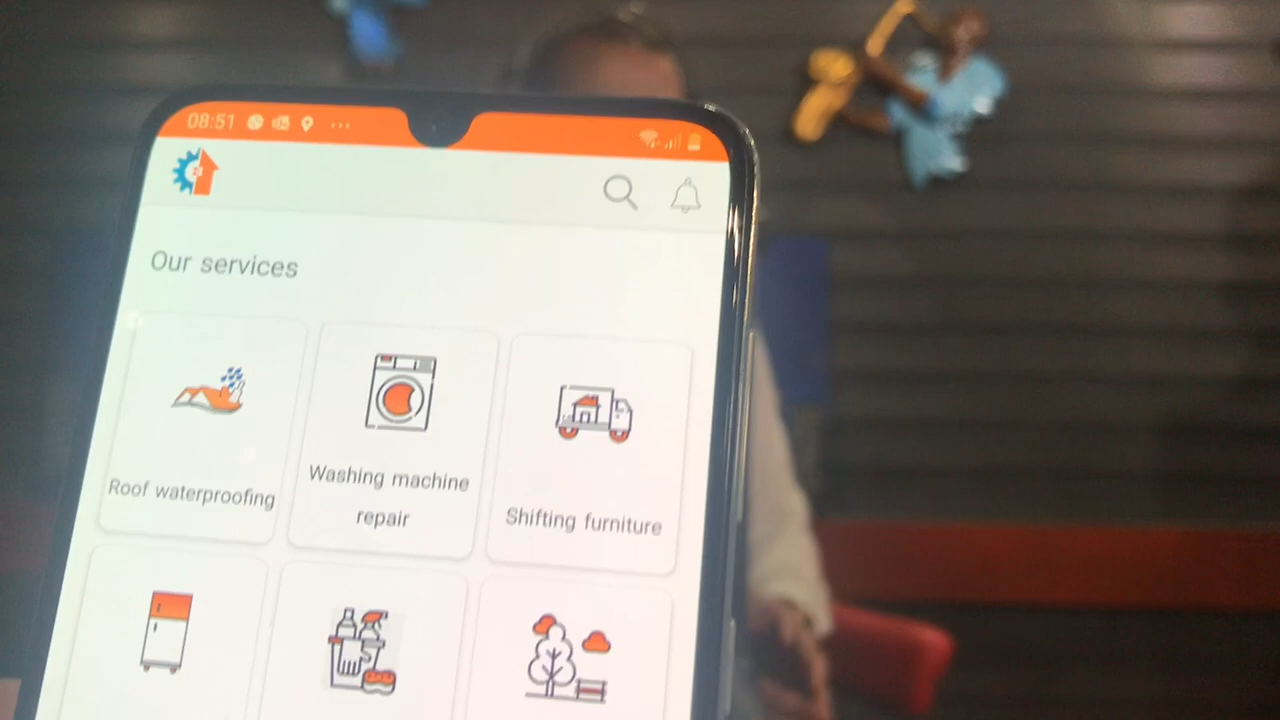 08:51
Our services
Roof waterproofing
Washing machine
repair
Shifting furniture